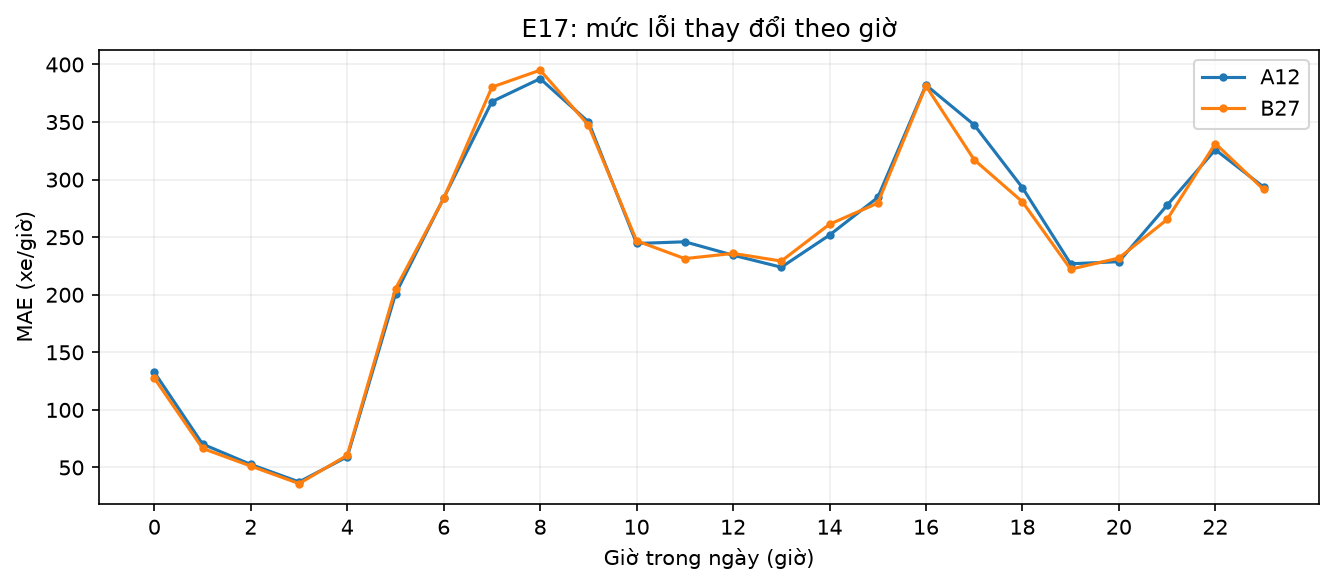 E17: mức lỗi thay đổi theo giờ
A12
B27
MAE (xe/giờ)
400
350
300
250
200
150
100
50
0 2 4 6 8 10 12 14 16 18 20 22
Giờ trong ngày (giờ)